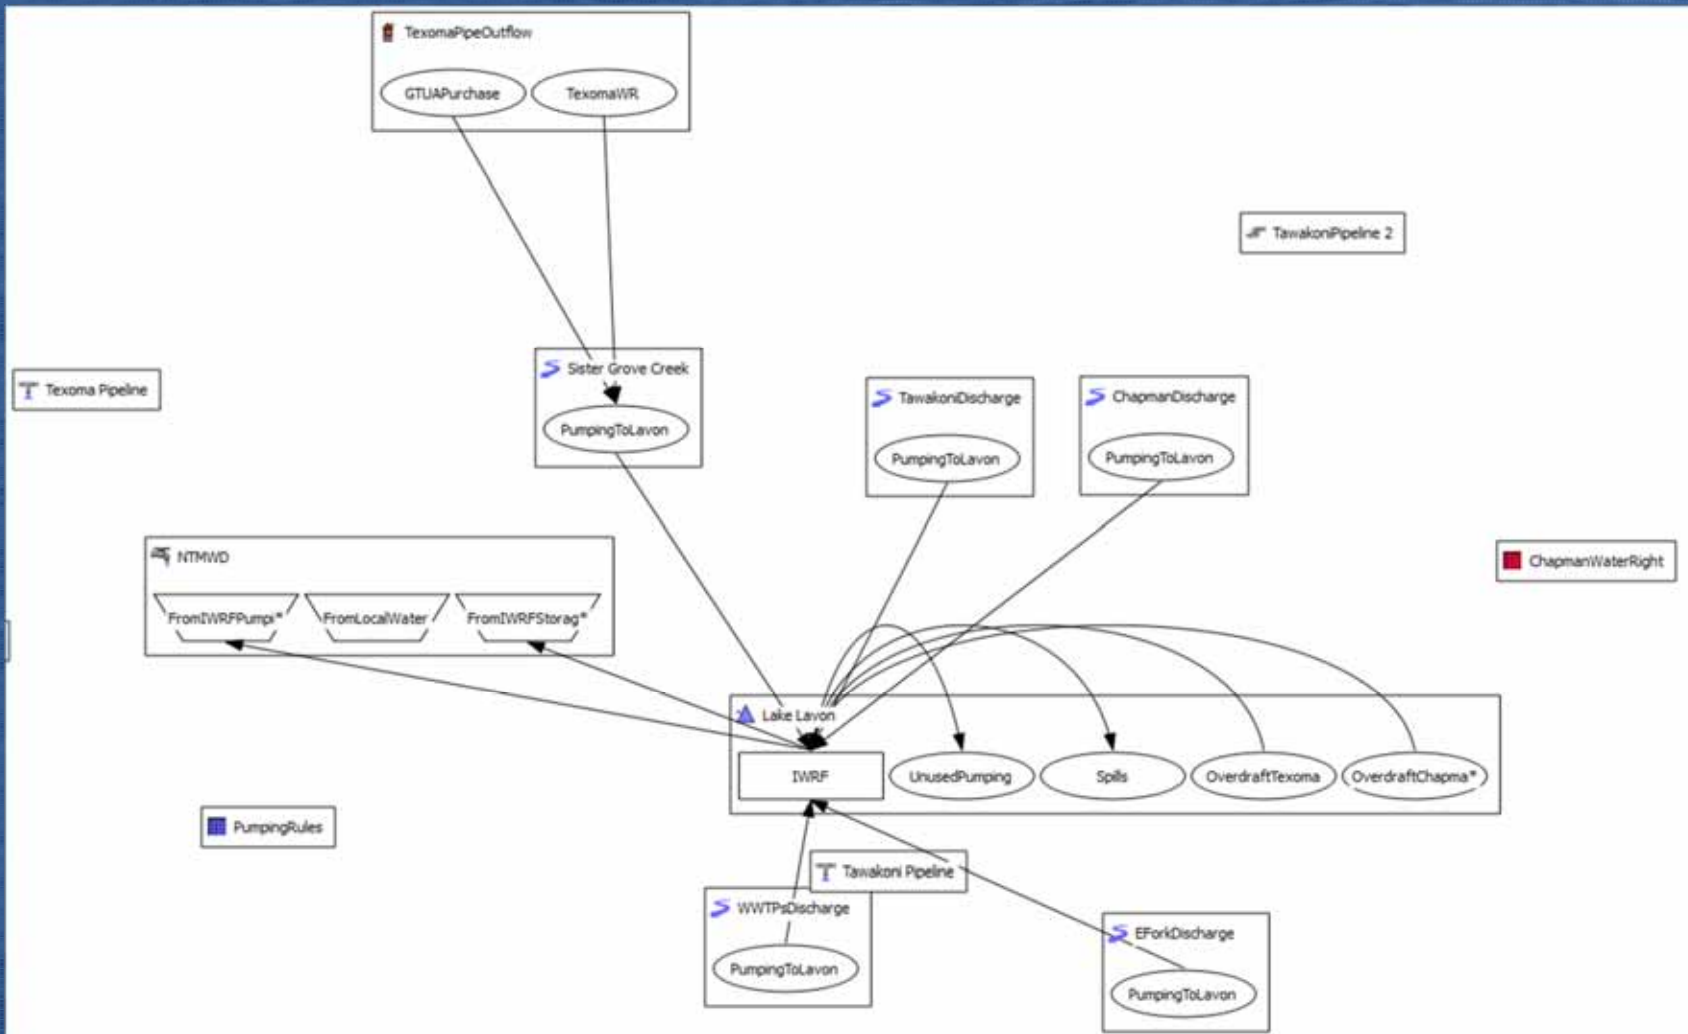 TexomaPipeOutflow
GTUAPurchase
TexomaWR
TawakoniPipeline 2
Texoma Pipeline
Sister Grove Creek
PumpingToLavon
TawakoniDischarge
PumpingToLavon
ChapmanDischarge
PumpingToLavon
NTMWD
FromIWRFPumpi*
FromLocalWater
FromIWRFStorag*
ChapmanWaterRight
Lake Lavon
IWRF
UnusedPumping
Spills
OverdraftTexoma
OverdraftChapma*
PumpingRules
Tawakoni Pipeline
WWTPsDischarge
PumpingToLavon
EForkDischarge
PumpingToLavon